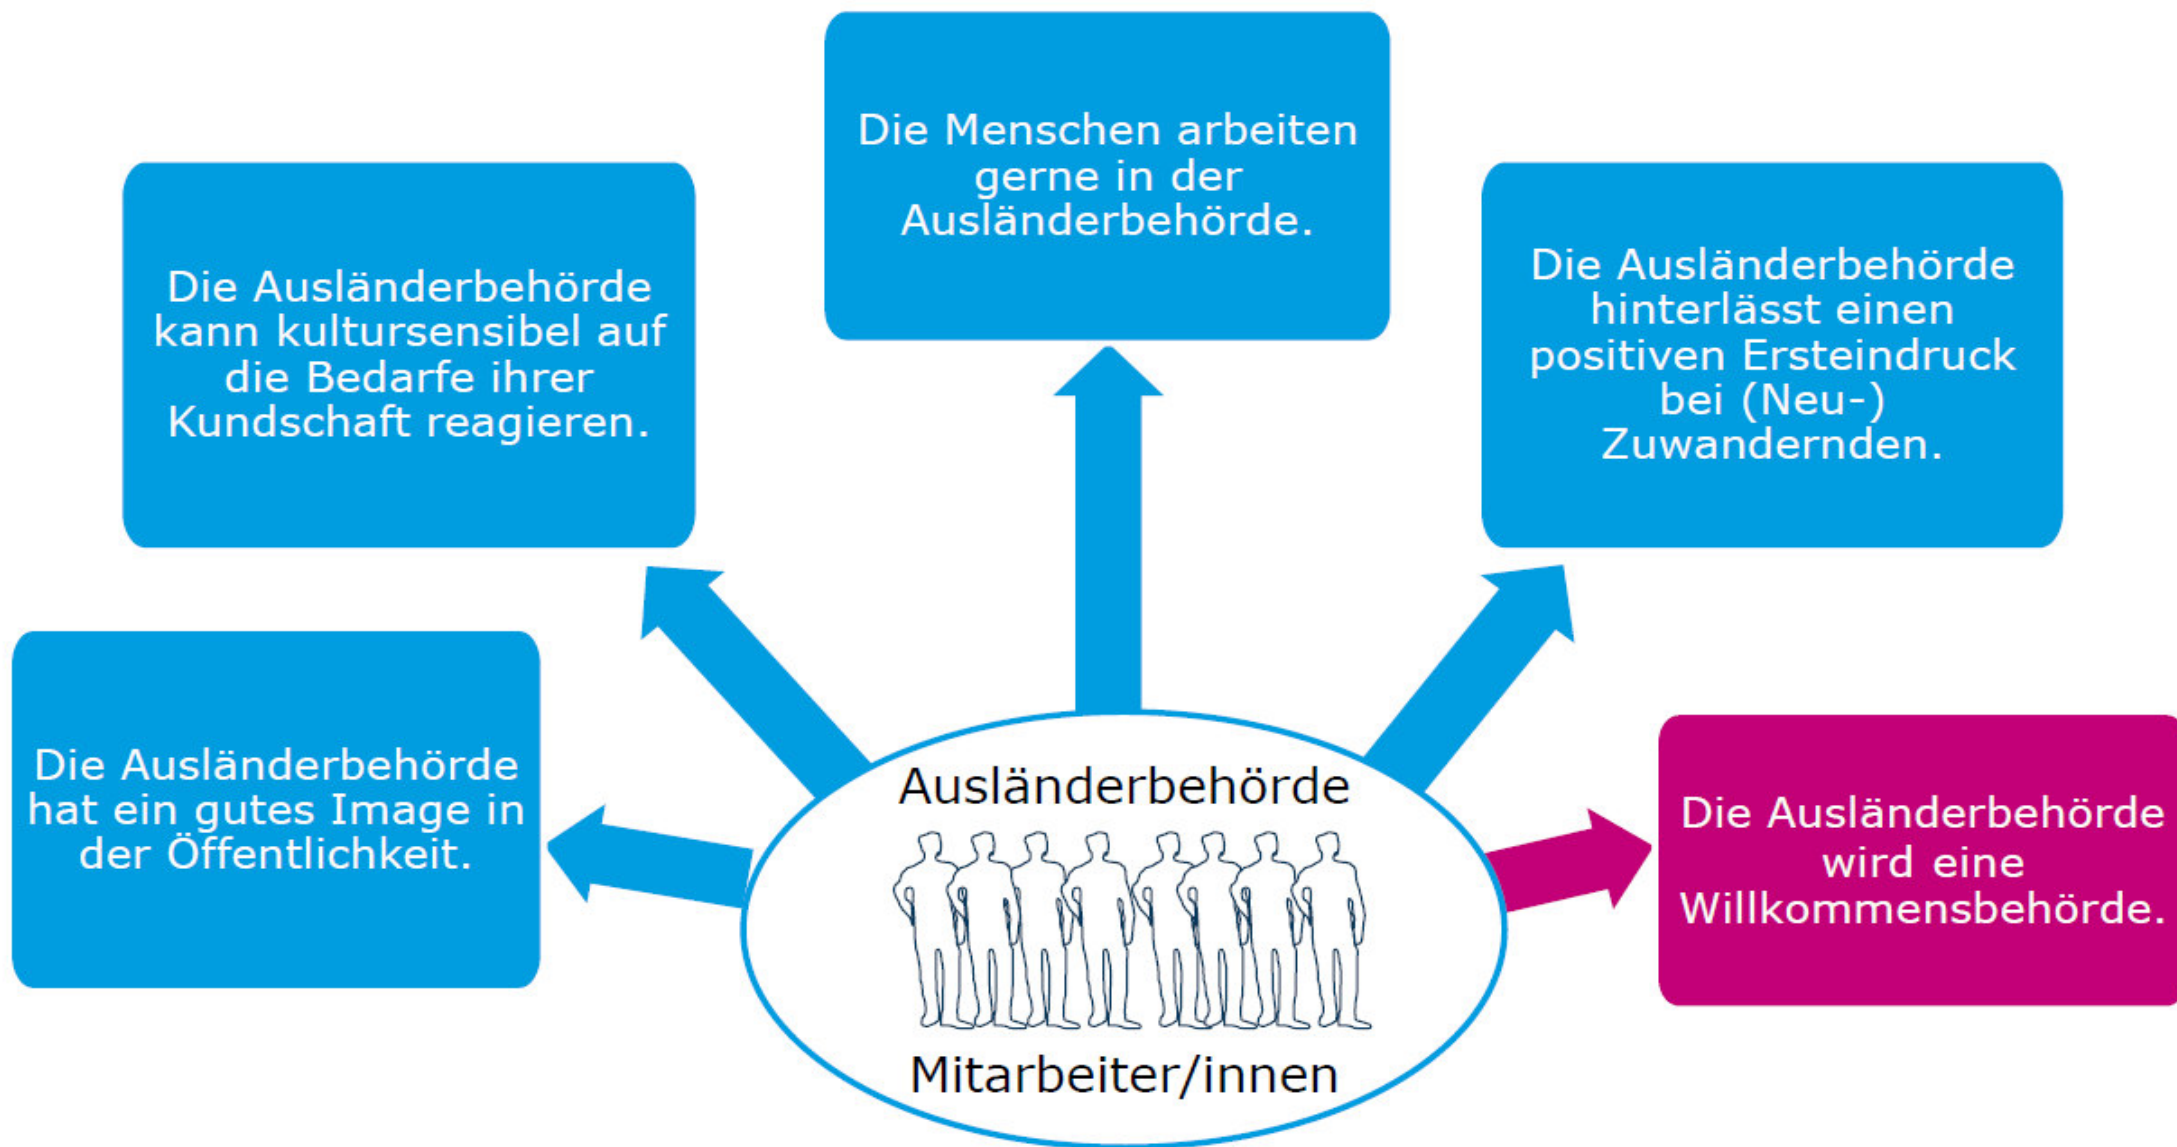 Die Menschen arbeiten
gerne in der
Ausländerbehörde.
Die Ausländerbehörde
kann kultursensibel auf
die Bedarfe ihrer
Kundschaft reagieren.
Die Ausländerbehörde
hinterlässt einen
positiven Ersteindruck
bei (Neu-)
Zuwandernden.
Die Ausländerbehörde
hat ein gutes Image in
der Öffentlichkeit.
Ausländerbehörde
Mitarbeiter/innen
Die Ausländerbehörde
wird eine
Willkommensbehörde.